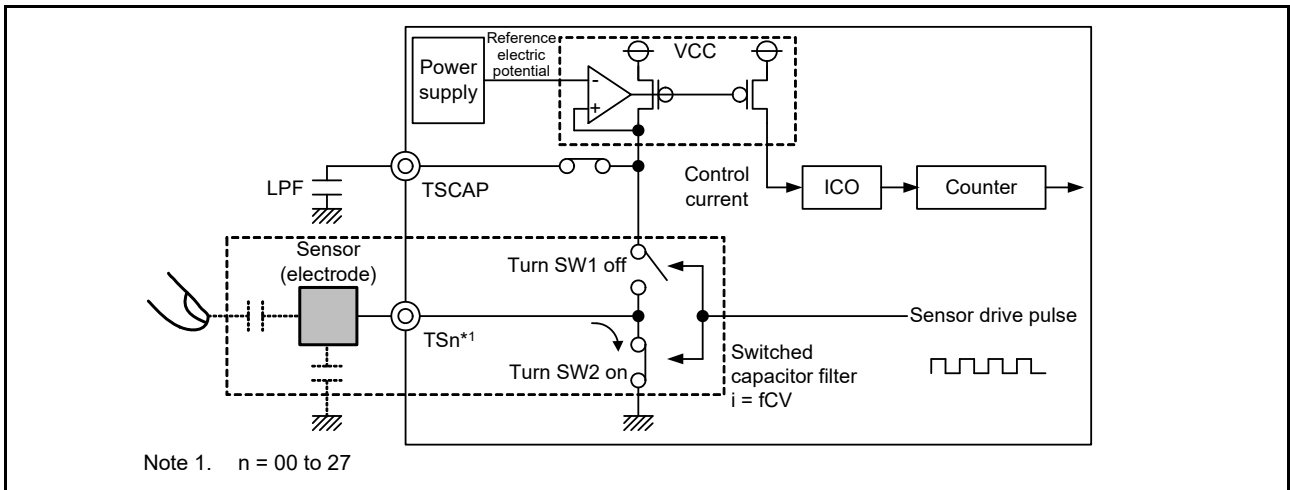 Reference
electric
potential
VCC
Power
supply
-
+
LPF
TSCAP
Control
current
ICO
Counter
Sensor
(electrode)
Turn SW1 off
TSn*1
Sensor drive pulse
Turn SW2 on
Switched
capacitor filter
i = fCV
Note 1. n = 00 to 27